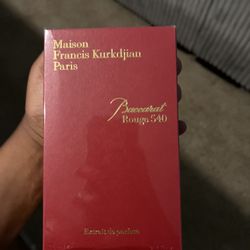 Maison
Francis Kurkdjian
Paris
Baccarat
Rouge 540
Extrait de parfum